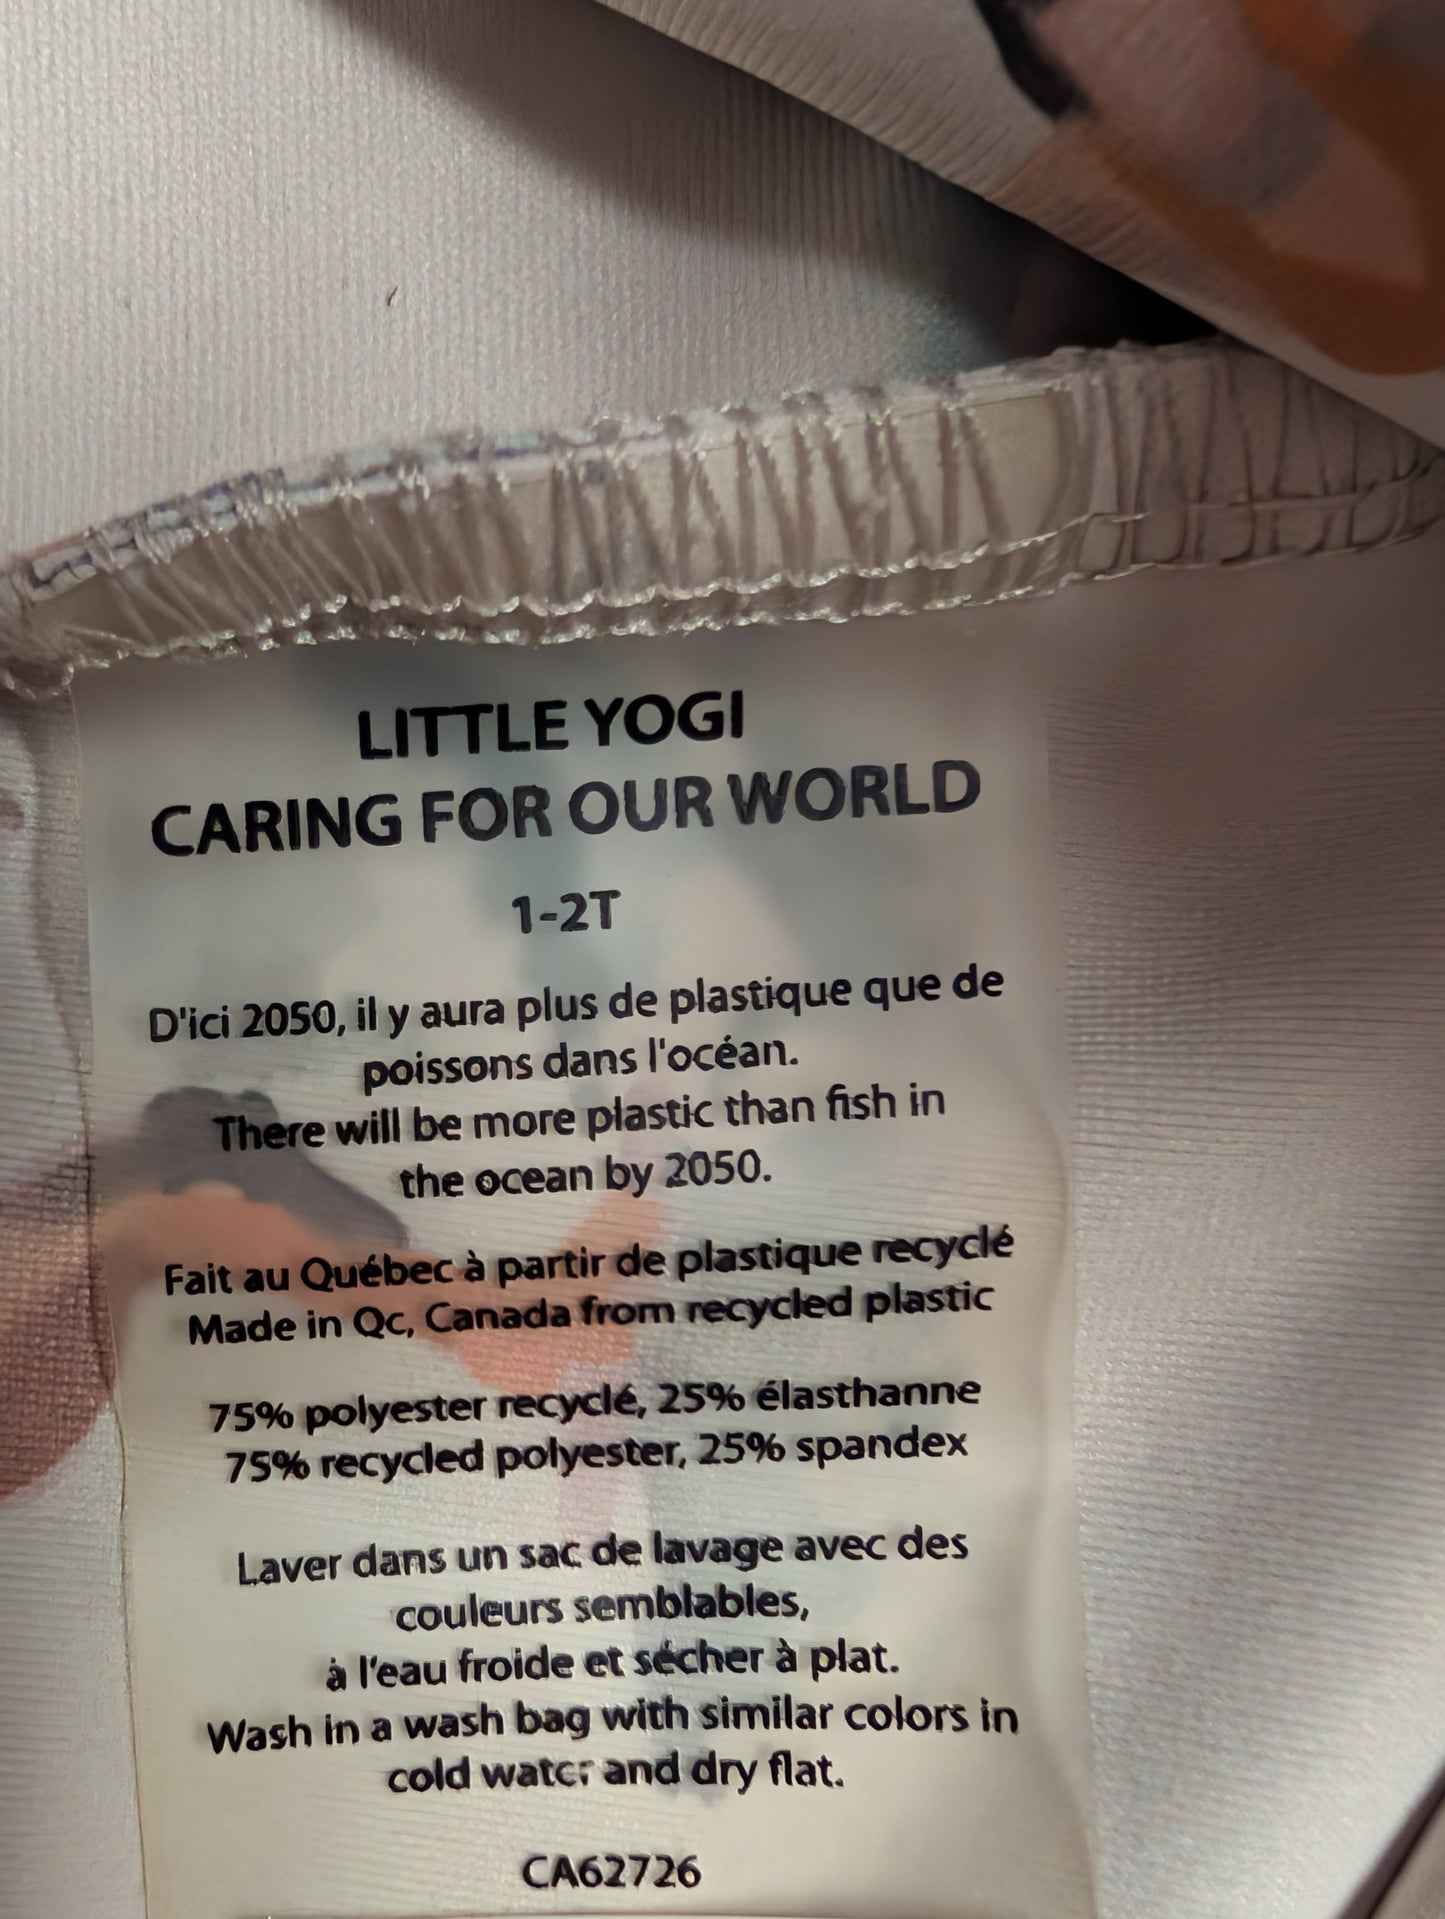 LITTLE YOGI
CARING FOR OUR WORLD
1-2T
D'ici 2050, il y aura plus de plastique que de
poissons dans l'océan.
There will be more plastic than fish in
the ocean by 2050.
Fait au Québec à partir de plastique recyclé
Made in Qc, Canada from recycled plastic
75% polyester recyclé, 25% élasthanne
75% recycled polyester, 25% spandex
Laver dans un sac de lavage avec des
couleurs semblables,
à l'eau froide et sécher à plat.
Wash in a wash bag with similar colors in
cold water and dry flat.
CA62726